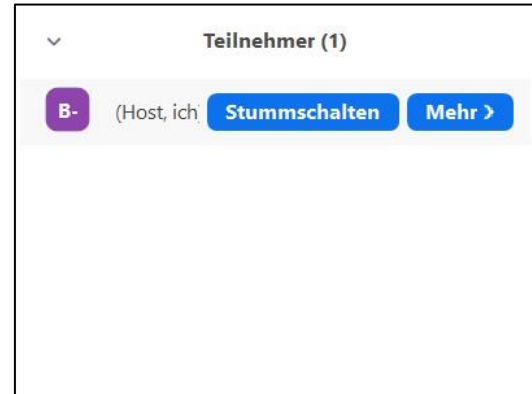 Teilnehmer (1)
B- (Host, ich) Stummschalten Mehr >